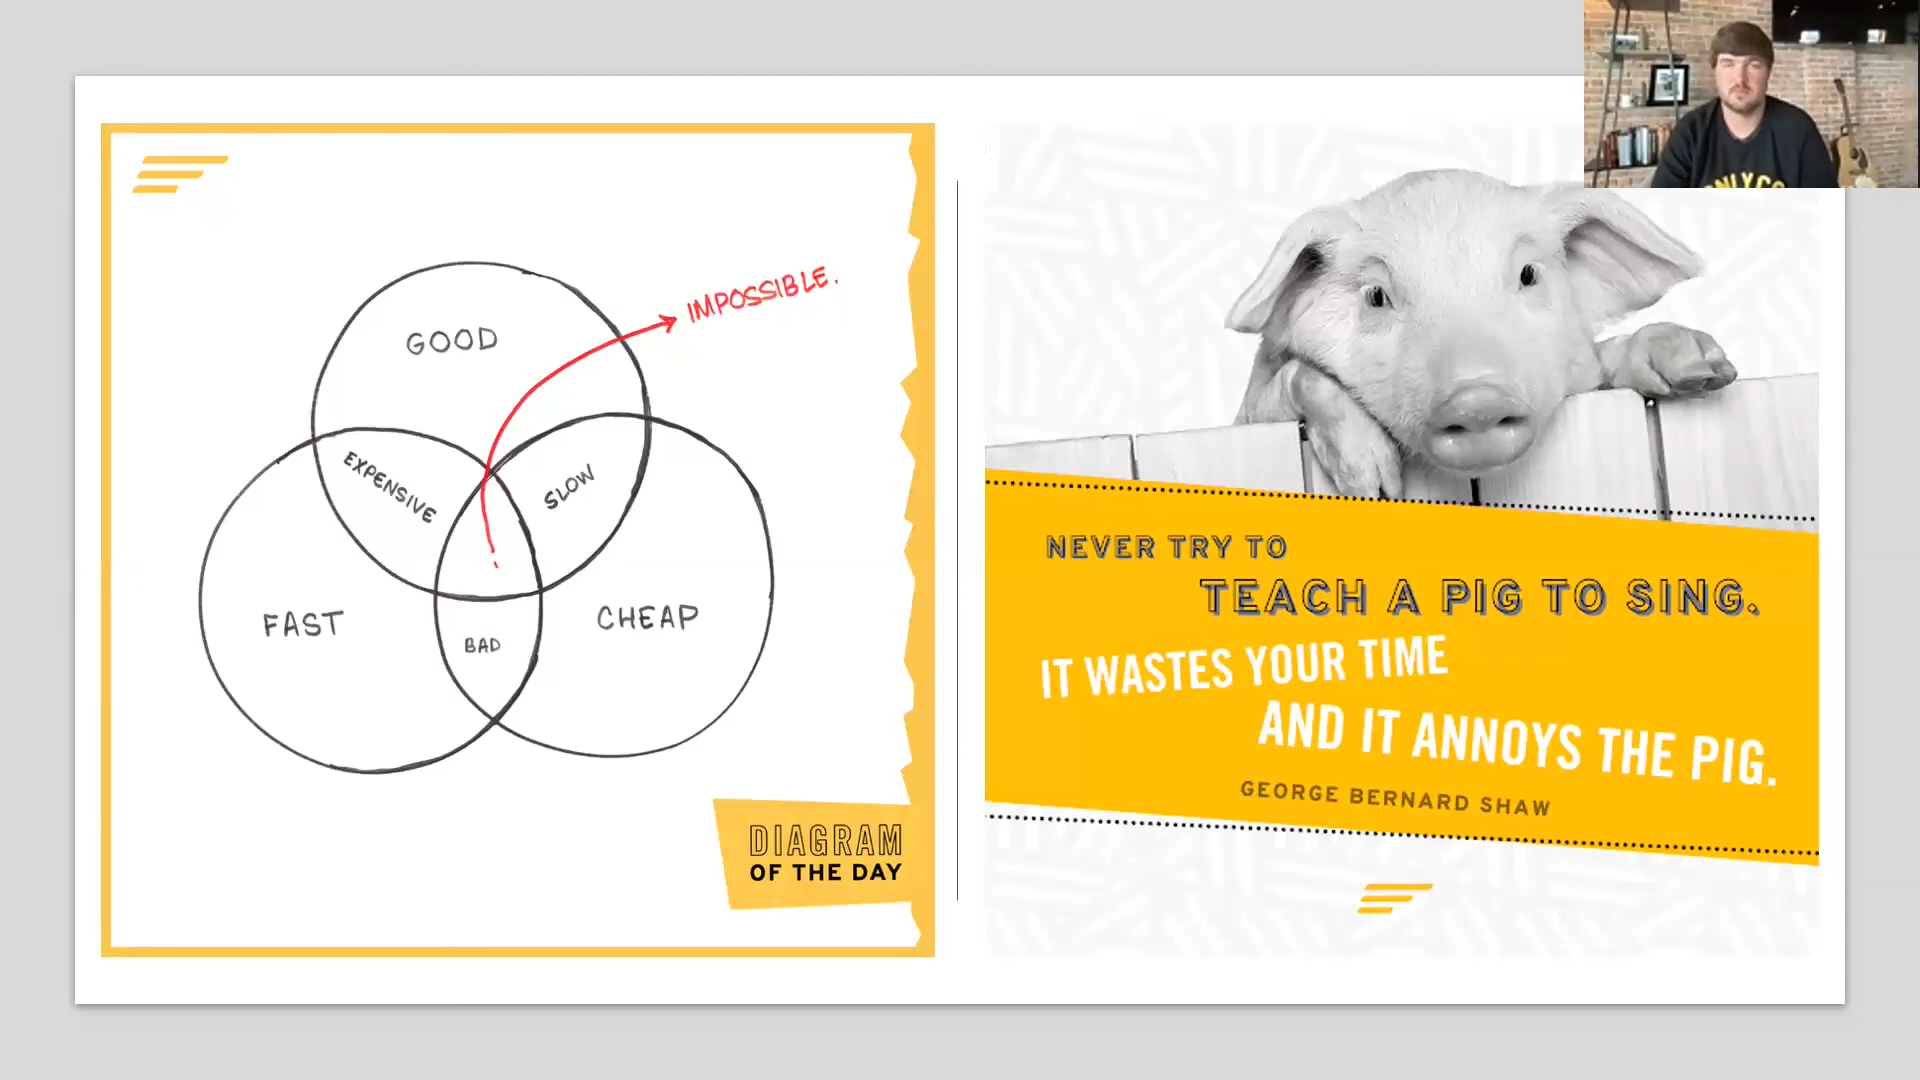 GOOD
IMPOSSIBLE.
EXPENSIVE
SLOW
FAST
CHEAP
BAD
DIAGRAM
OF THE DAY
NEVER TRY TO
TEACH A PIG TO SING.
IT WASTES YOUR TIME
AND IT ANNOYS THE PIG.
GEORGE BERNARD SHAW